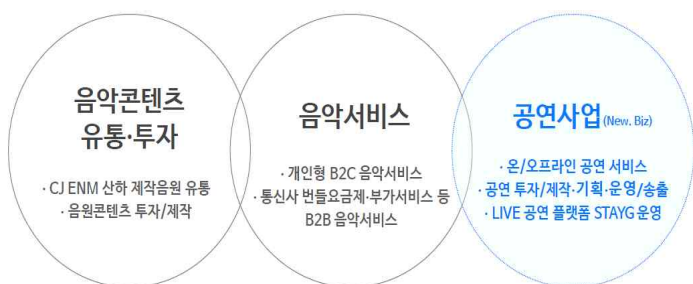 음악콘텐츠
유통·투자
· CJ ENM 산하 제작음원 유통
· 음원콘텐츠 투자/제작
음악서비스
· 개인형 B2C 음악서비스
· 통신사 번들요금제·부가서비스 등
B2B 음악서비스
공연사업(New. Biz)
· 온/오프라인 공연 서비스
· 공연 투자/제작·기획·운영/송출
· LIVE 공연 플랫폼 STAYG 운영